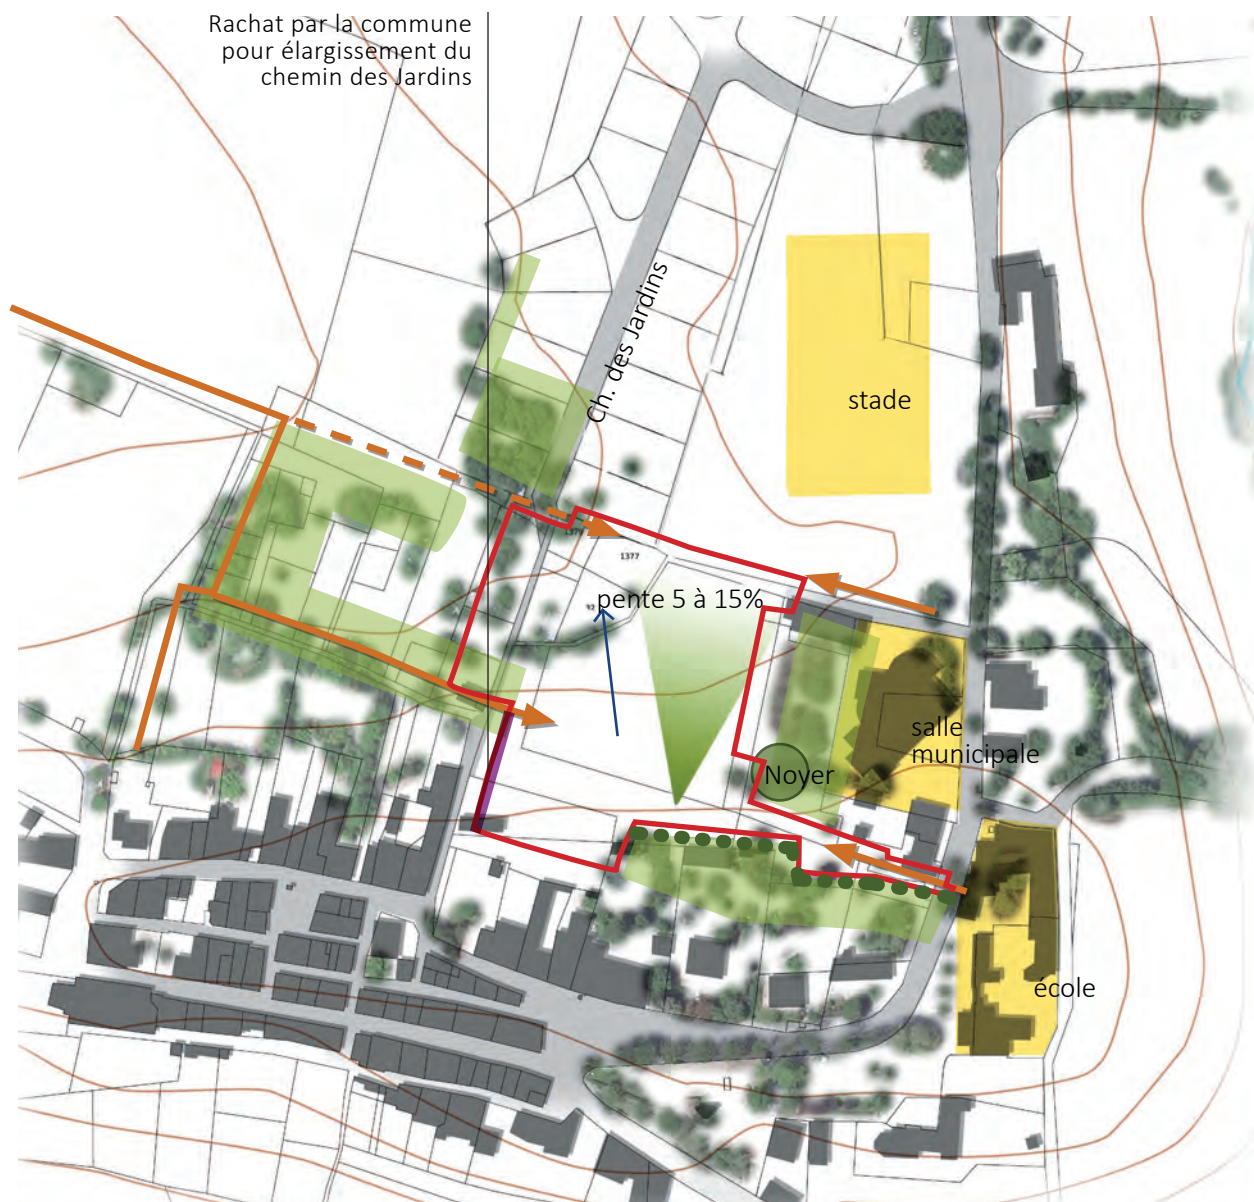 Rachat par la commune
pour élargissement du
chemin des Jardins
Ch. des Jardins
stade
1377
pente 5 à 15%
92
salle
municipale
Noyer
école